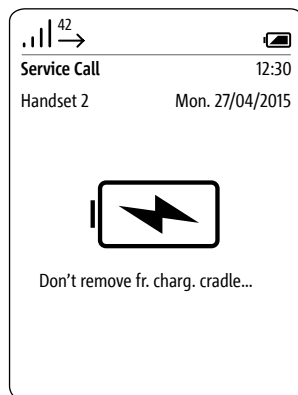 42
Service Call 12:30
Handset 2 Mon. 27/04/2015
Don't remove fr. charg. cradle...